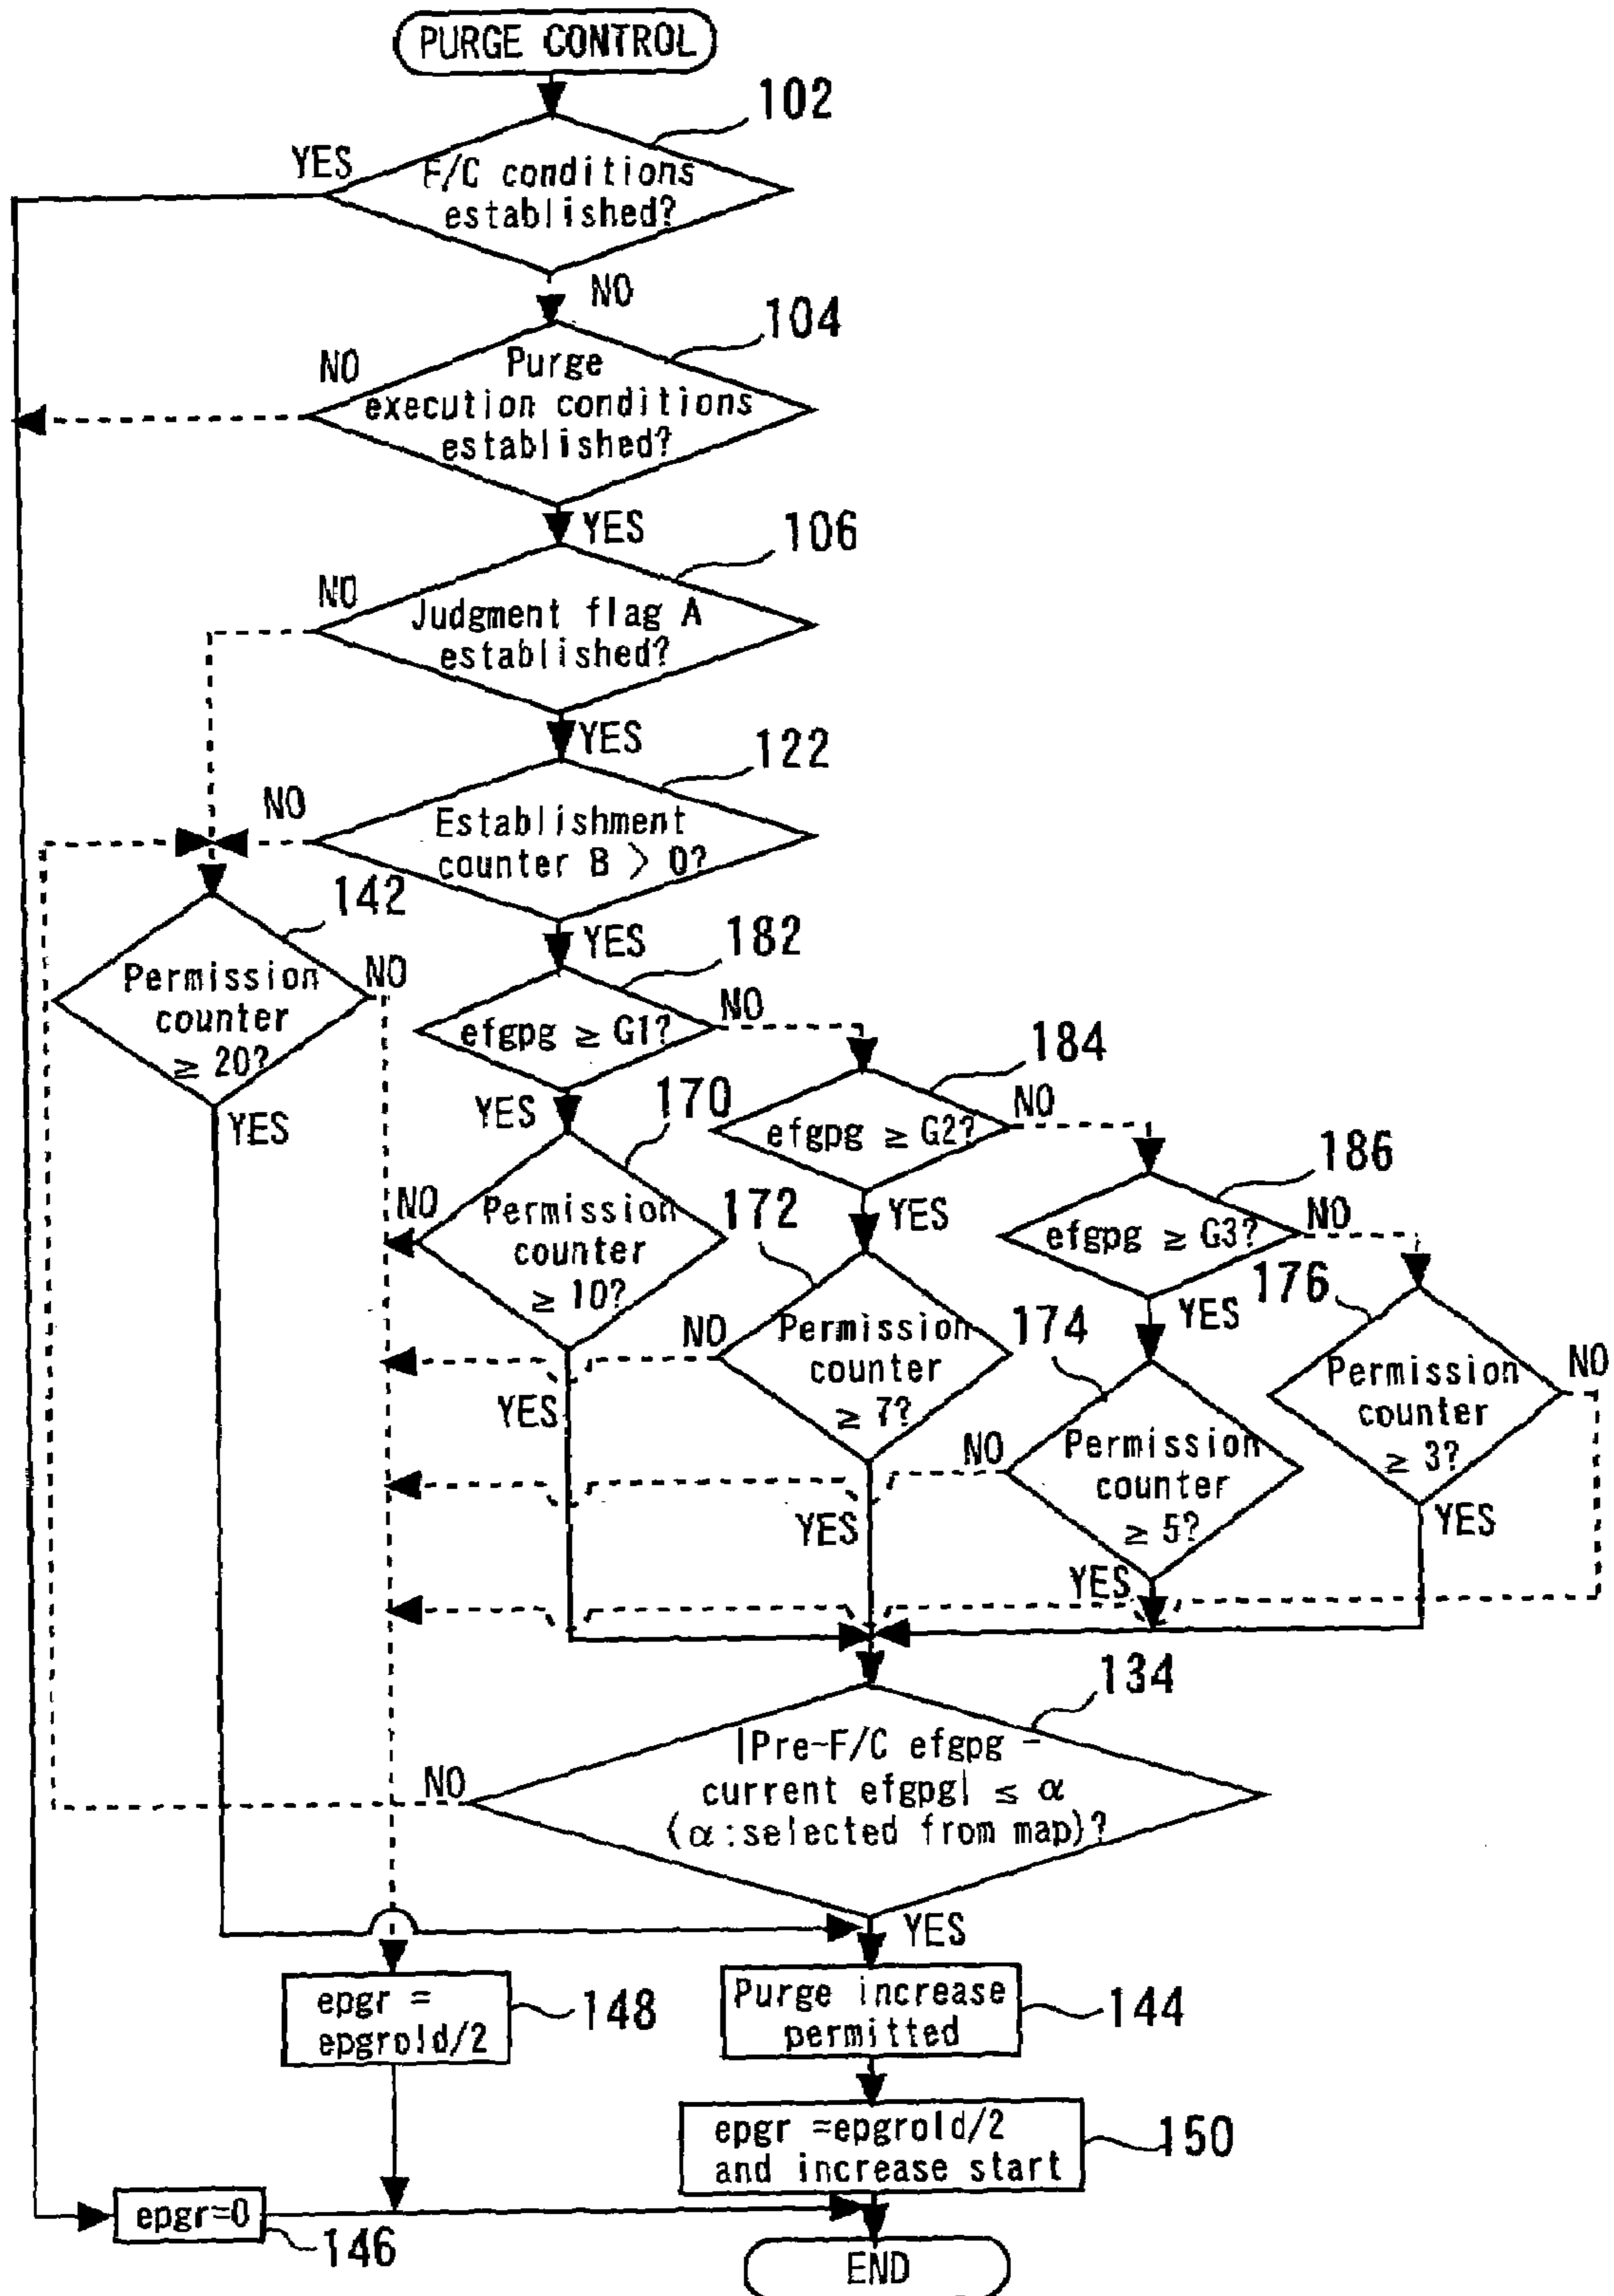 PURGE CONTROL
102
YES
F/C conditions
established?
NO
104
NO
Purge
execution conditions
established?
YES
106
NO
Judgment flag A
established?
YES
122
NO
Establishment
counter B > 0?
142
YES
182
Permission
counter
≥ 20?
NO
efgpg ≥ G1?
NO
184
YES
YES
170
efgpg ≥ G2?
NO
186
NO
Permission
counter
≥ 10?
172
YES
efgpg ≥ G3?
NO
176
YES
NO
Permission
counter
≥ 7?
174
YES
Permission
counter
≥ 3?
NO
NO
Permission
counter
≥ 5?
YES
YES
YES
134
|Pre-F/C efgpg -
current efgpg| ≤ α
(α:selected from map)?
NO
YES
epgr =
epgrold/2
148
Purge increase
permitted
144
epgr =epgrold/2
and increase start
150
epgr=0
146
END